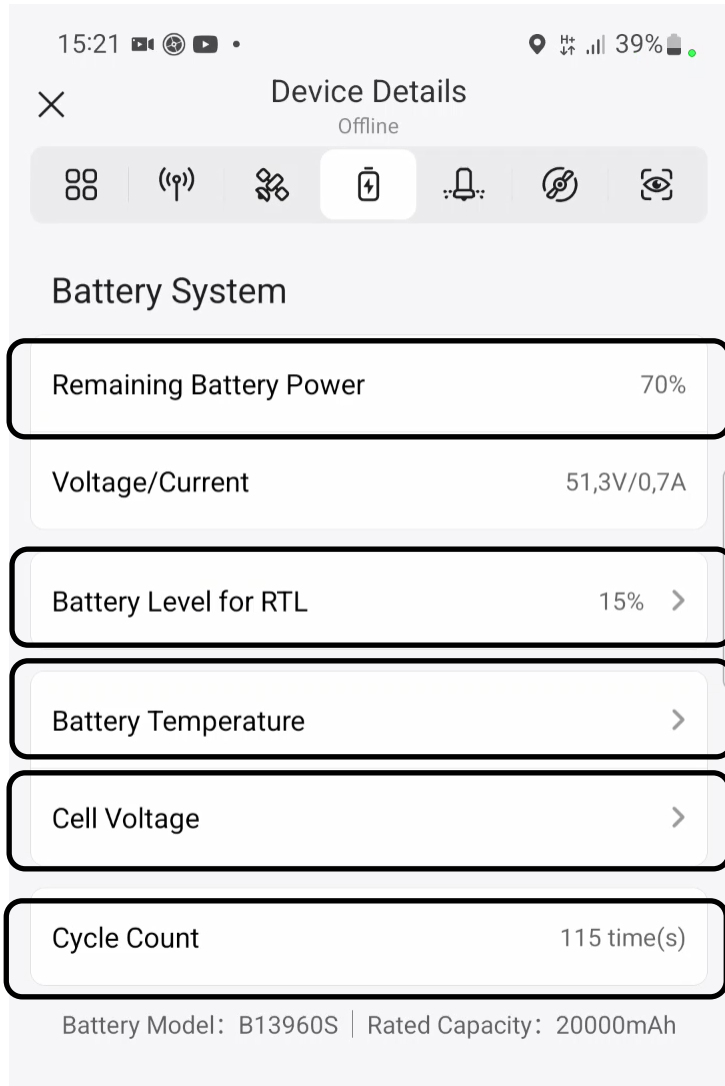 15:21 H+ 39%
Device Details
Offline
Battery System
Remaining Battery Power 70%
Voltage/Current 51,3V/0,7A
Battery Level for RTL 15%
Battery Temperature
Cell Voltage
Cycle Count 115 time(s)
Battery Model: B13960S | Rated Capacity: 20000mAh